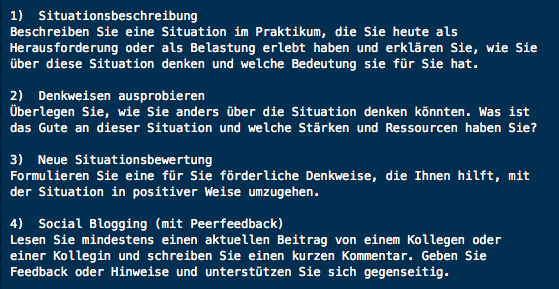 1)  Situationsbeschreibung
Beschreiben Sie eine Situation im Praktikum, die Sie heute als
Herausforderung oder als Belastung erlebt haben und erklären Sie, wie Sie
über diese Situation denken und welche Bedeutung sie für Sie hat.
2)  Denkweisen ausprobieren
Überlegen Sie, wie Sie anders über die Situation denken könnten. Was ist
das Gute an dieser Situation und welche Stärken und Ressourcen haben Sie?
3)  Neue Situationsbewertung
Formulieren Sie eine für Sie förderliche Denkweise, die Ihnen hilft, mit
der Situation in positiver Weise umzugehen.
4)  Social Blogging (mit Peerfeedback)
Lesen Sie mindestens einen aktuellen Beitrag von einem Kollegen oder
einer Kollegin und schreiben Sie einen kurzen Kommentar. Geben Sie
Feedback oder Hinweise und unterstützen Sie sich gegenseitig.